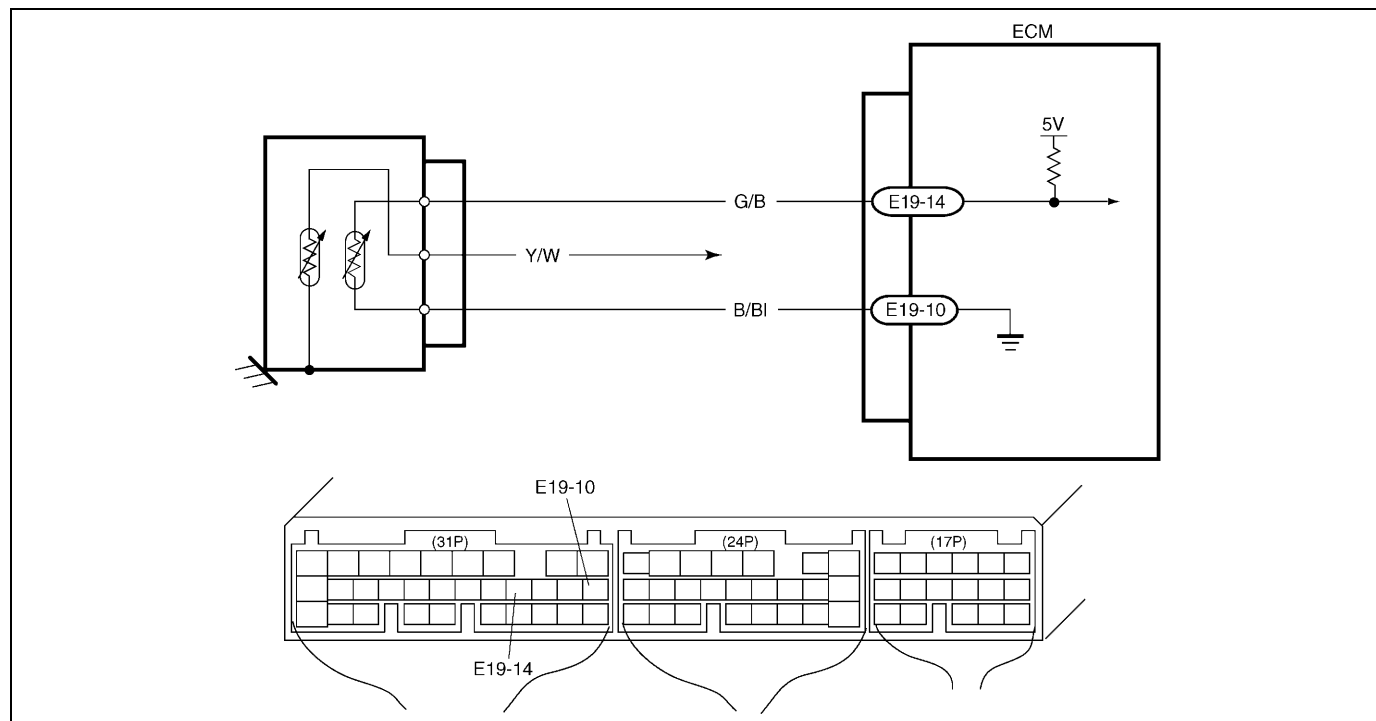 ECM
5V
G/B
E19-14
Y/W
B/Bl
E19-10
E19-10
(31P)
(24P)
(17P)
E19-14